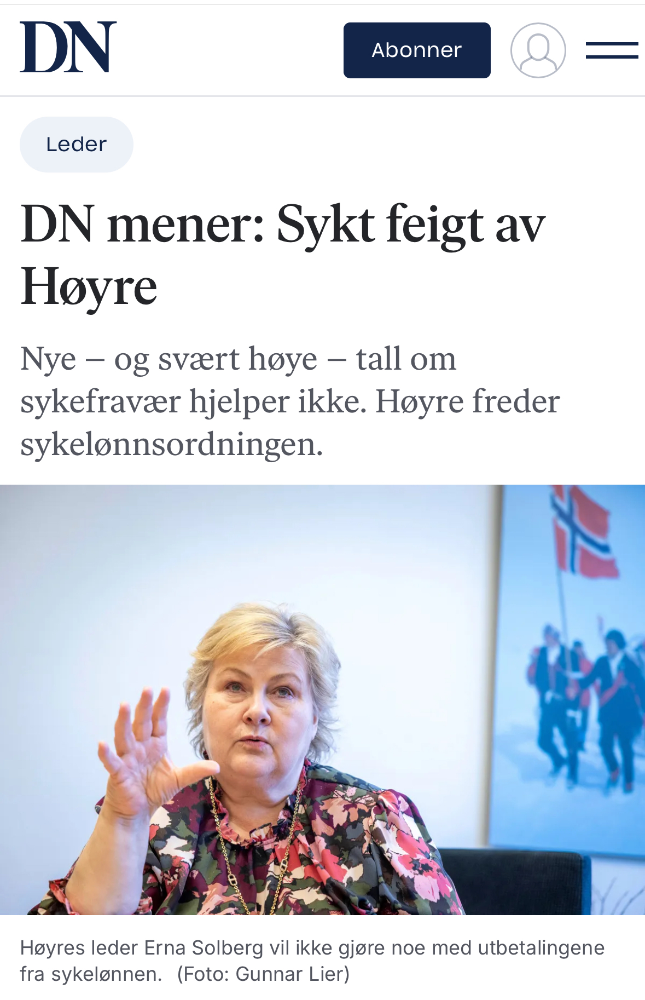 DN
Abonner
Leder
DN mener: Sykt feigt av
Høyre
Nye – og svært høye – tall om
sykefravær hjelper ikke. Høyre freder
sykelønnsordningen.
Høyres leder Erna Solberg vil ikke gjøre noe med utbetalingene
fra sykelønnen. (Foto: Gunnar Lier)